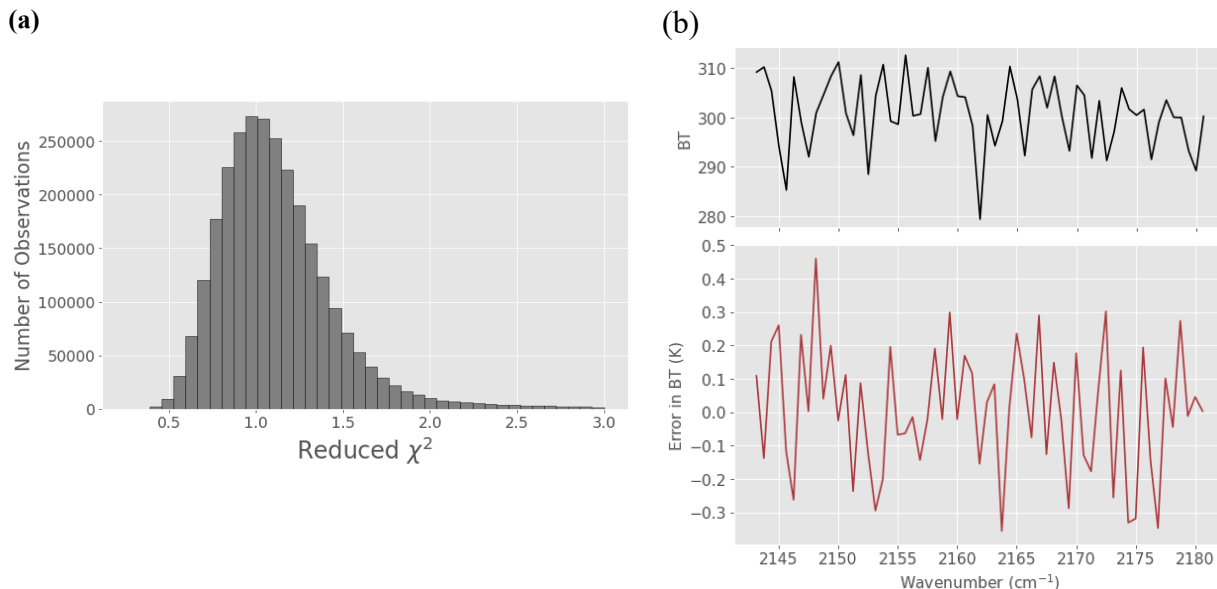 (a)
Number of Observations
250000
200000
150000
100000
50000
0
0.5 1.0 1.5 2.0 2.5 3.0
Reduced χ²
(b)
BT
310
300
290
280
Error in BT (K)
0.5
0.4
0.3
0.2
0.1
0.0
−0.1
−0.2
−0.3
2145 2150 2155 2160 2165 2170 2175 2180
Wavenumber (cm⁻¹)